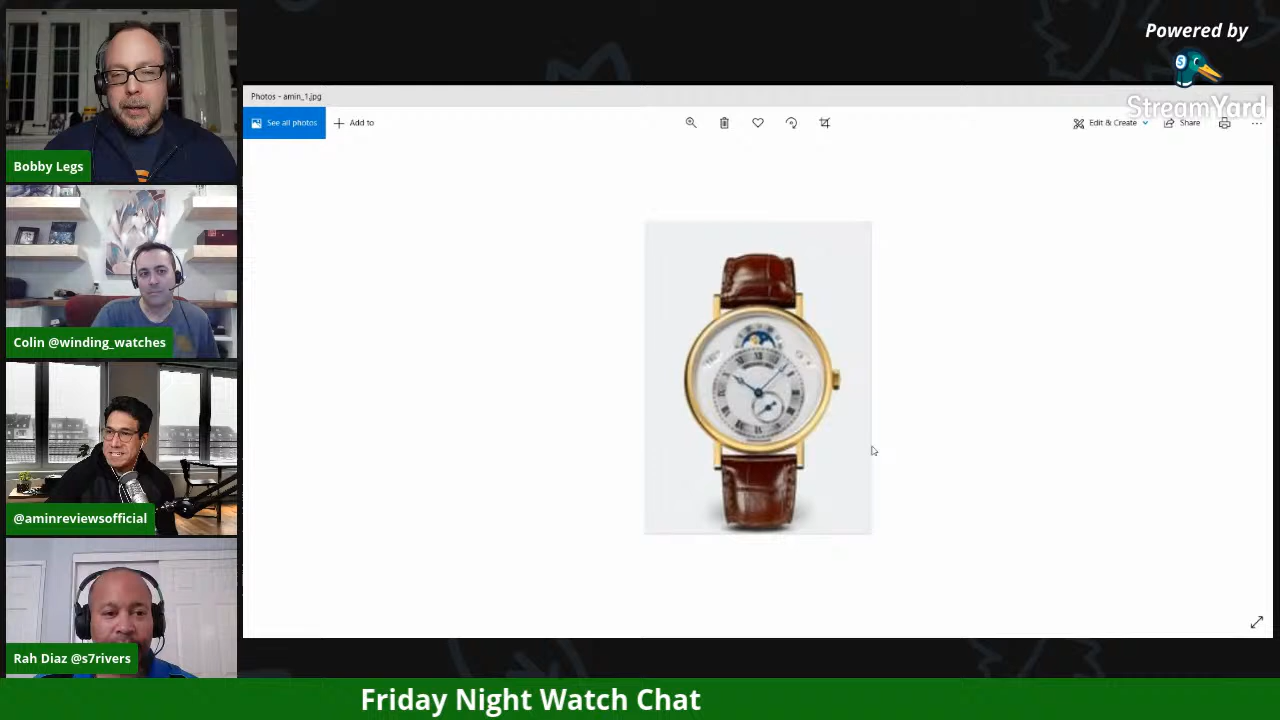 Powered by
StreamYard
Photos - amin_1.jpg
See all photos
Add to
Edit & Create
Share
Bobby Legs
Colin @winding_watches
@aminreviewsofficial
Rah Diaz @s7rivers
Friday Night Watch Chat